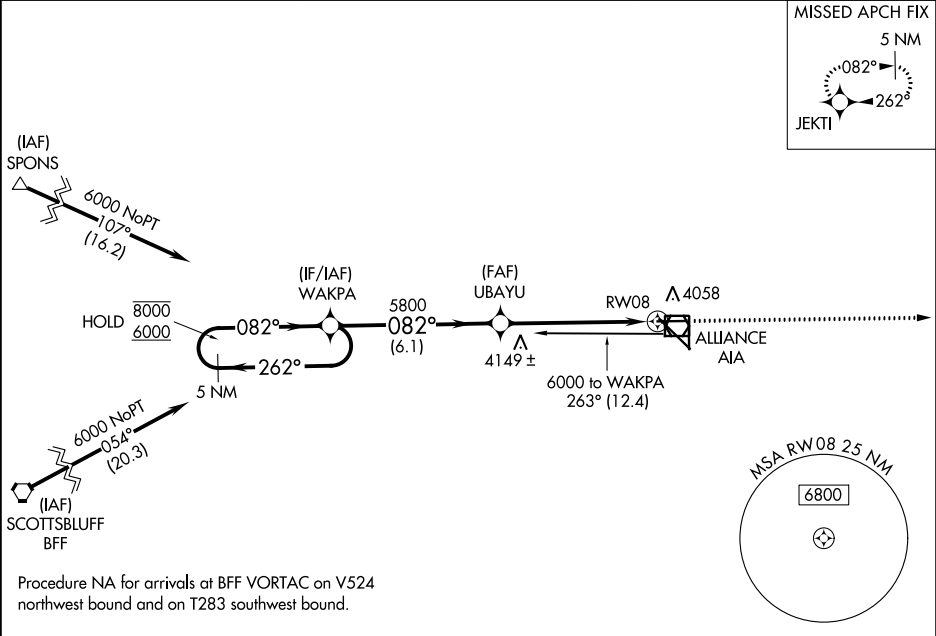 MISSED APCH FIX
5 NM
082°
262°
JEKTI
(IAF)
SPONS
6000 NoPT
107°
(16.2)
(IF/IAF)
WAKPA
(FAF)
UBAYU
HOLD
8000
6000
082°
262°
5 NM
5800
082°
(6.1)
RW08
4058
4149 ±
ALLIANCE
AIA
6000 to WAKPA
263° (12.4)
6000 NoPT
054°
(20.3)
(IAF)
SCOTTSBLUFF
BFF
MSA RW08 25 NM
6800
Procedure NA for arrivals at BFF VORTAC on V524
northwest bound and on T283 southwest bound.